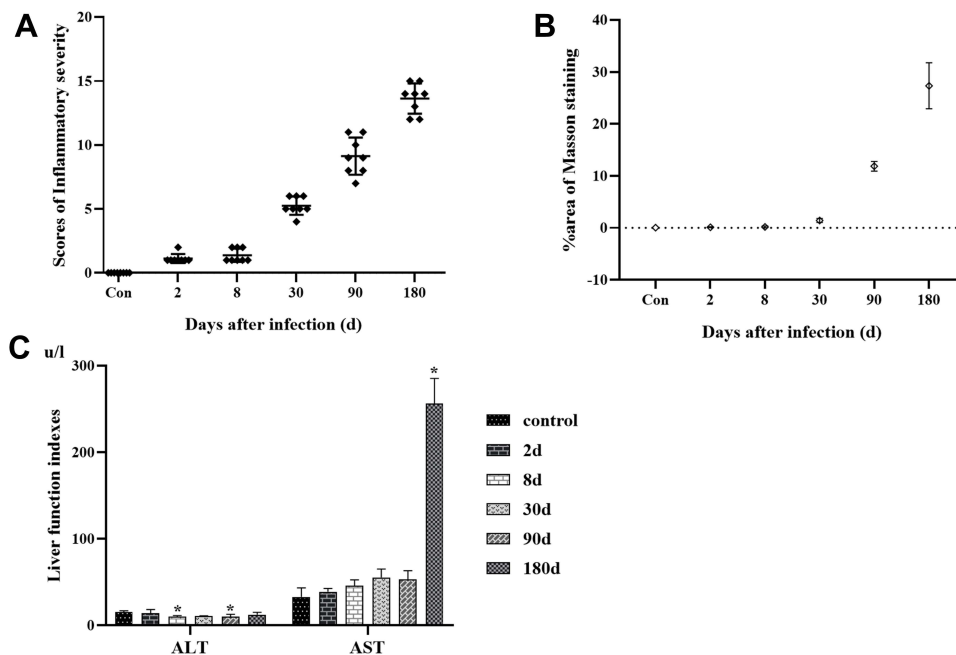 A
Scores of Inflammatory severity
20
15
10
5
0
Con 2 8 30 90 180
Days after infection (d)
B
%area of Masson staining
40
30
20
10
0
-10
Con 2 8 30 90 180
Days after infection (d)
C u/l
Liver function indexes
300
200
100
0
* * *
ALT AST
control
2d
8d
30d
90d
180d